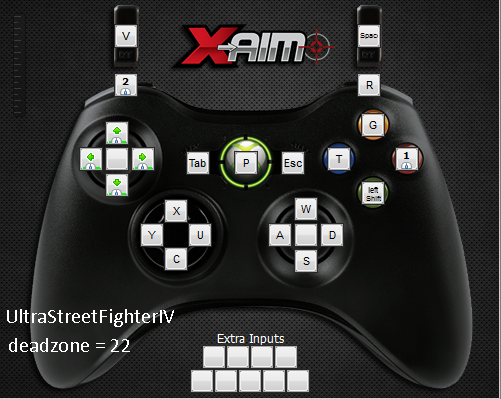 V
X-AIM
Spac
2
R
G
Tab
P
Esc
T
1
left
Shift
X
W
Y
U
A
D
C
S
UltraStreetFighterIV
deadzone = 22
Extra Inputs